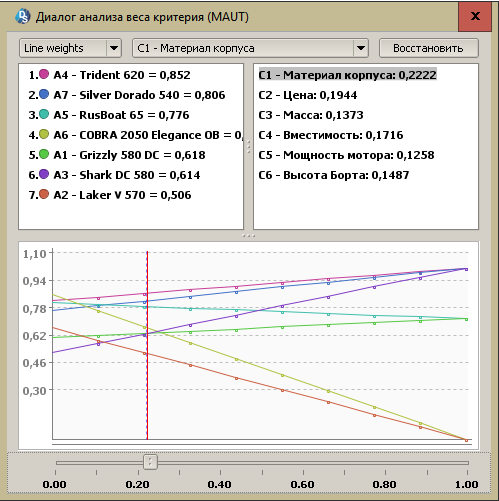 Диалог анализа веса критерия (MAUT)
Line weights
C1 - Материал корпуса
Восстановить
1. A4 - Trident 620 = 0,852
2. A7 - Silver Dorado 540 = 0,806
3. A5 - RusBoat 65 = 0,776
4. A6 - COBRA 2050 Elegance OB = 0,
5. A1 - Grizzly 580 DC = 0,618
6. A3 - Shark DC 580 = 0,614
7. A2 - Laker V 570 = 0,506
C1 - Материал корпуса: 0,2222
C2 - Цена: 0,1944
C3 - Масса: 0,1373
C4 - Вместимость: 0,1716
C5 - Мощность мотора: 0,1258
C6 - Высота Борта: 0,1487
1,10
0,94
0,78
0,62
0,46
0,30
0.00 0.20 0.40 0.60 0.80 1.00